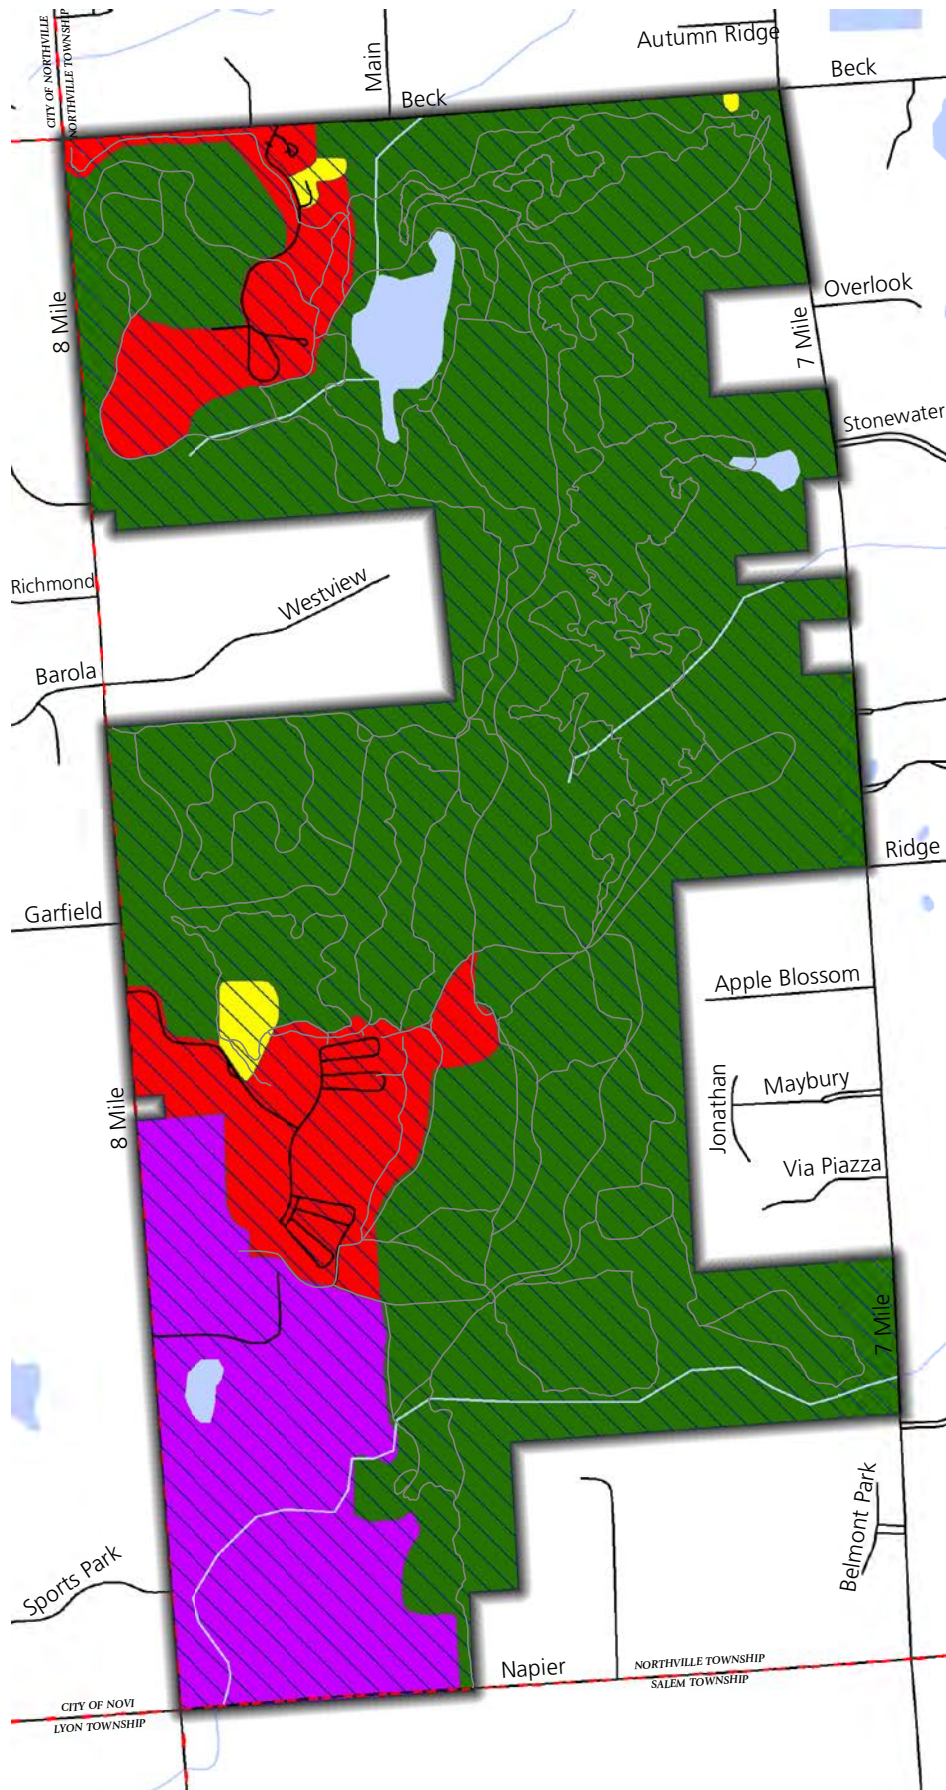 CITY OF NORTHVILLE
NORTHVILLE TOWNSHIP
Main
Autumn Ridge
Beck
Beck
8 Mile
Overlook
7 Mile
Stonewater
Richmond
Westview
Barola
Ridge
Garfield
Apple Blossom
Jonathan
Maybury
8 Mile
Via Piazza
7 Mile
Belmont Park
Sports Park
Napier
NORTHVILLE TOWNSHIP
SALEM TOWNSHIP
CITY OF NOVI
LYON TOWNSHIP